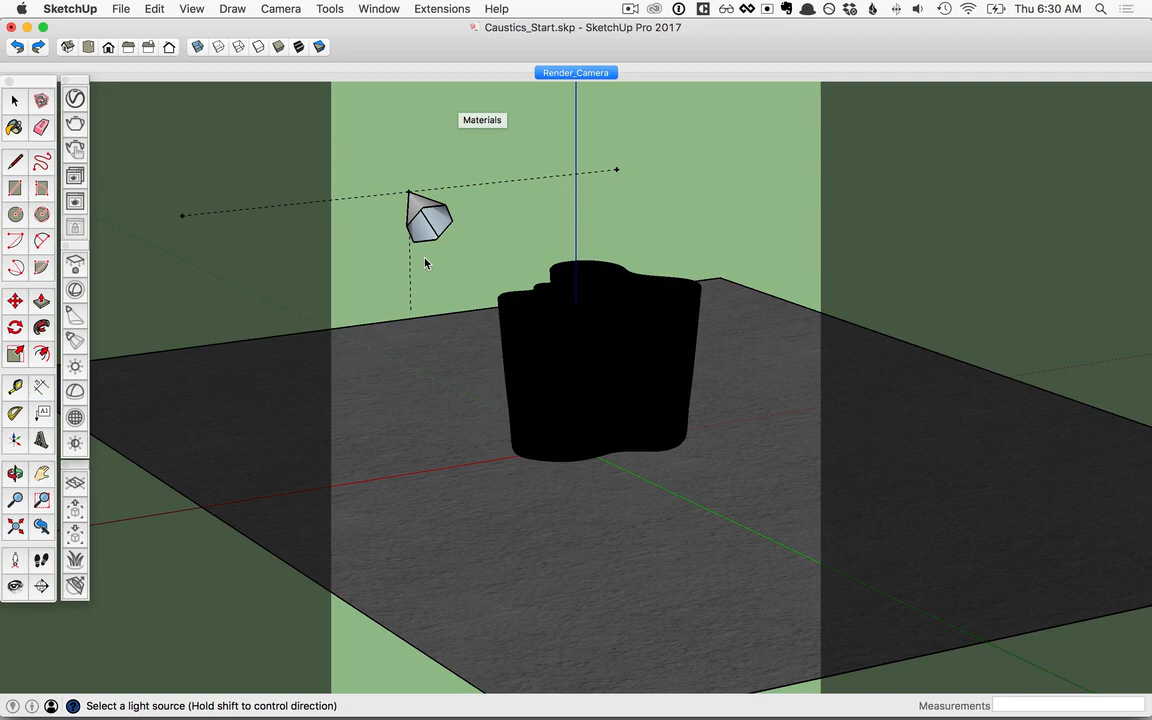 SketchUp File Edit View Draw Camera Tools Window Extensions Help Thu 6:30 AM
Caustics_Start.skp - SketchUp Pro 2017
Render_Camera
Materials
A1
Select a light source (Hold shift to control direction)
Measurements